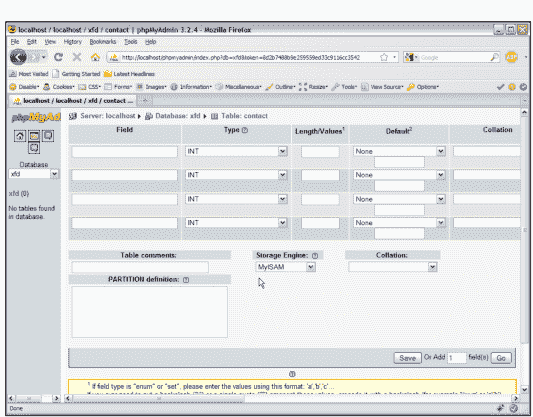 localhost / localhost / xfd / contact | phpMyAdmin 3.2.4 - Mozilla Firefox
File Edit View History Bookmarks Tools Help
Google
Most Visited Getting Started Latest Headlines
Disable Cookies CSS Forms Images Information Miscellaneous Outline Resize Tools View Source Options
localhost / localhost / xfd / contact ...
phpMyAd
Server: localhost Database: xfd Table: contact
Field Type Length/Values1 Default2 Collation
Database
xfd
xfd (0)
No tables found
in database.
INT None
INT None
INT None
INT None
Table comments: Storage Engine: Collation:
MyISAM
PARTITION definition:
Save Or Add 1 field(s) Go
1 If field type is "enum" or "set", please enter the values using this format: 'a','b','c'...
Done